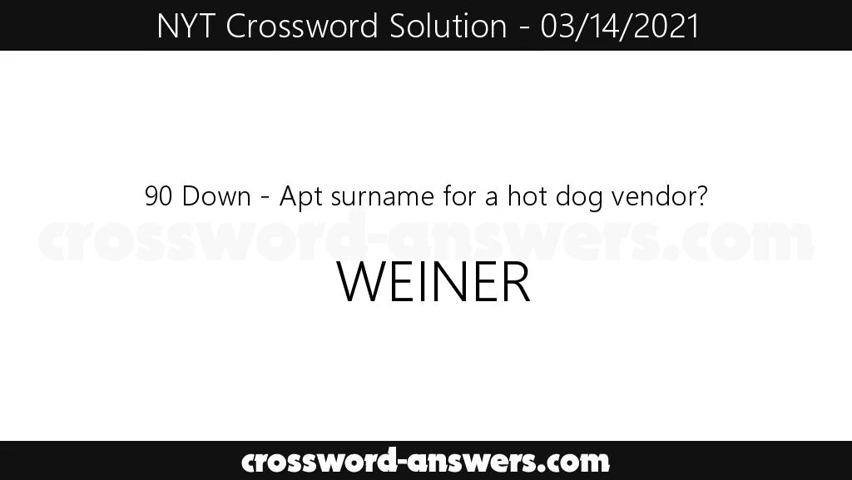 NYT Crossword Solution - 03/14/2021
90 Down - Apt surname for a hot dog vendor?
crossword-answers.com
WEINER
crossword-answers.com